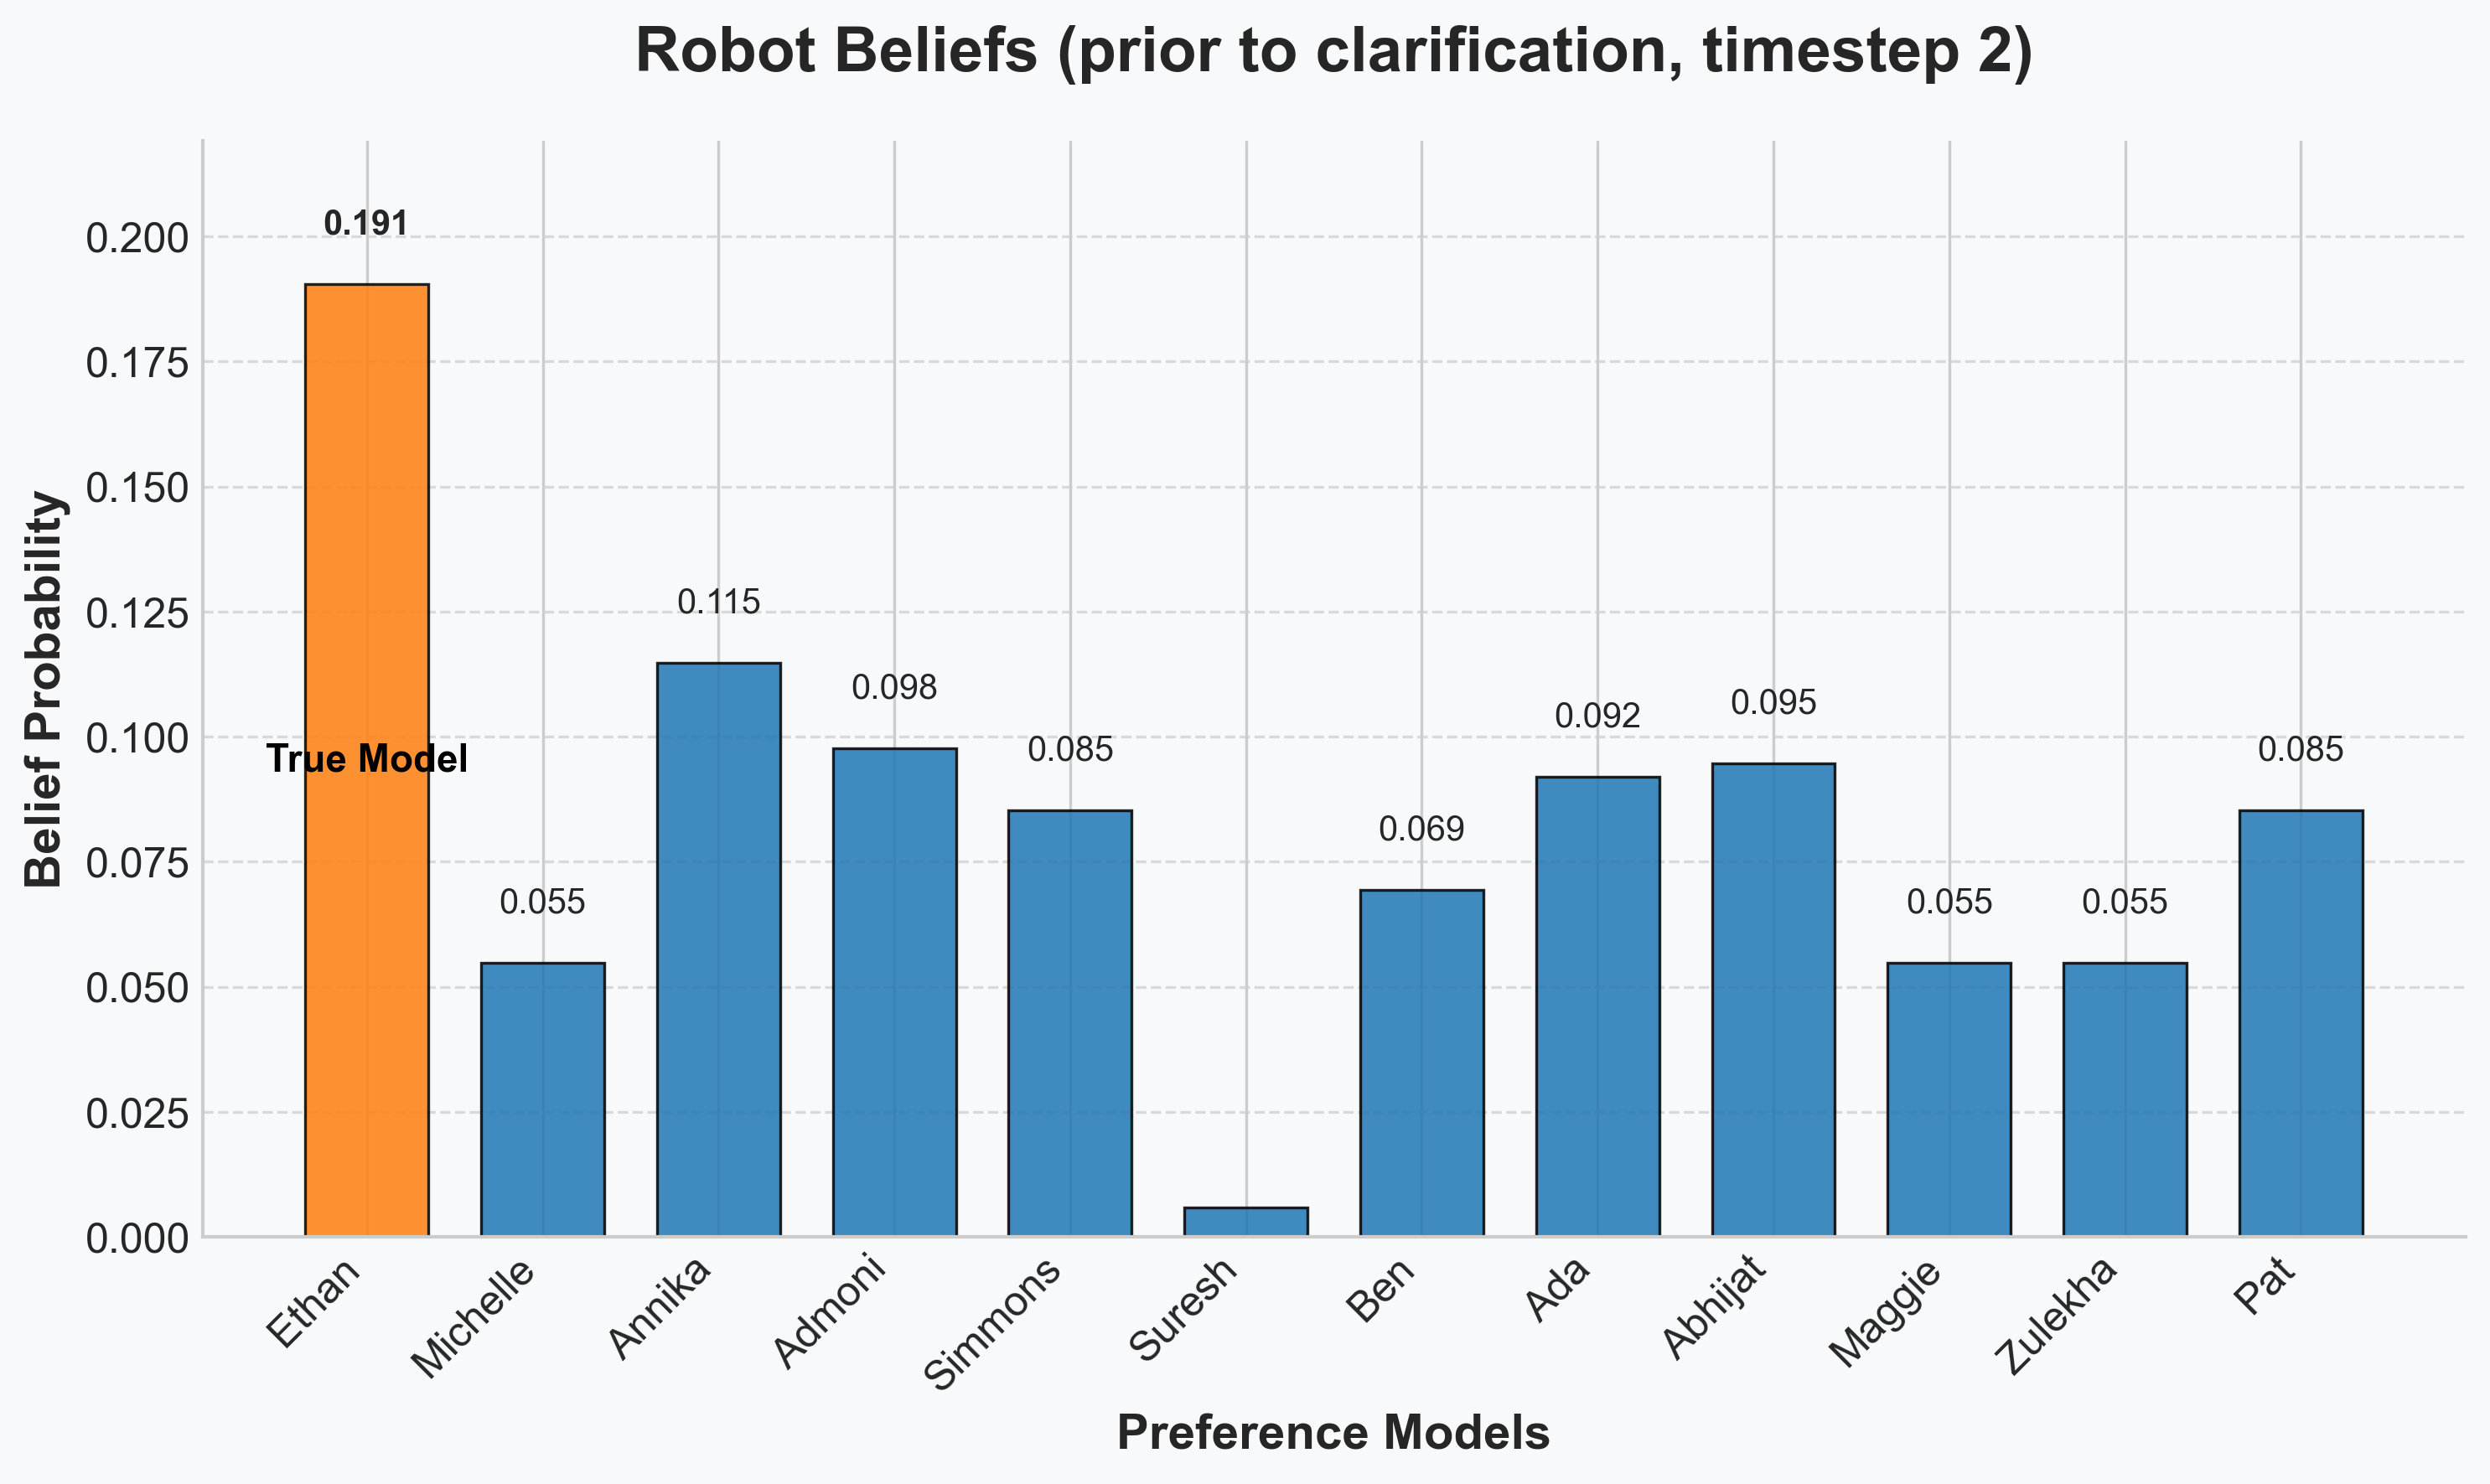 Robot Beliefs (prior to clarification, timestep 2)
Belief Probability
0.200
0.175
0.150
0.125
0.100
0.075
0.050
0.025
0.000
0.191
True Model
0.055
0.115
0.098
0.085
0.069
0.092
0.095
0.055
0.055
0.085
Ethan
Michelle
Annika
Admoni
Simmons
Suresh
Ben
Ada
Abhijat
Maggie
Zulekha
Pat
Preference Models